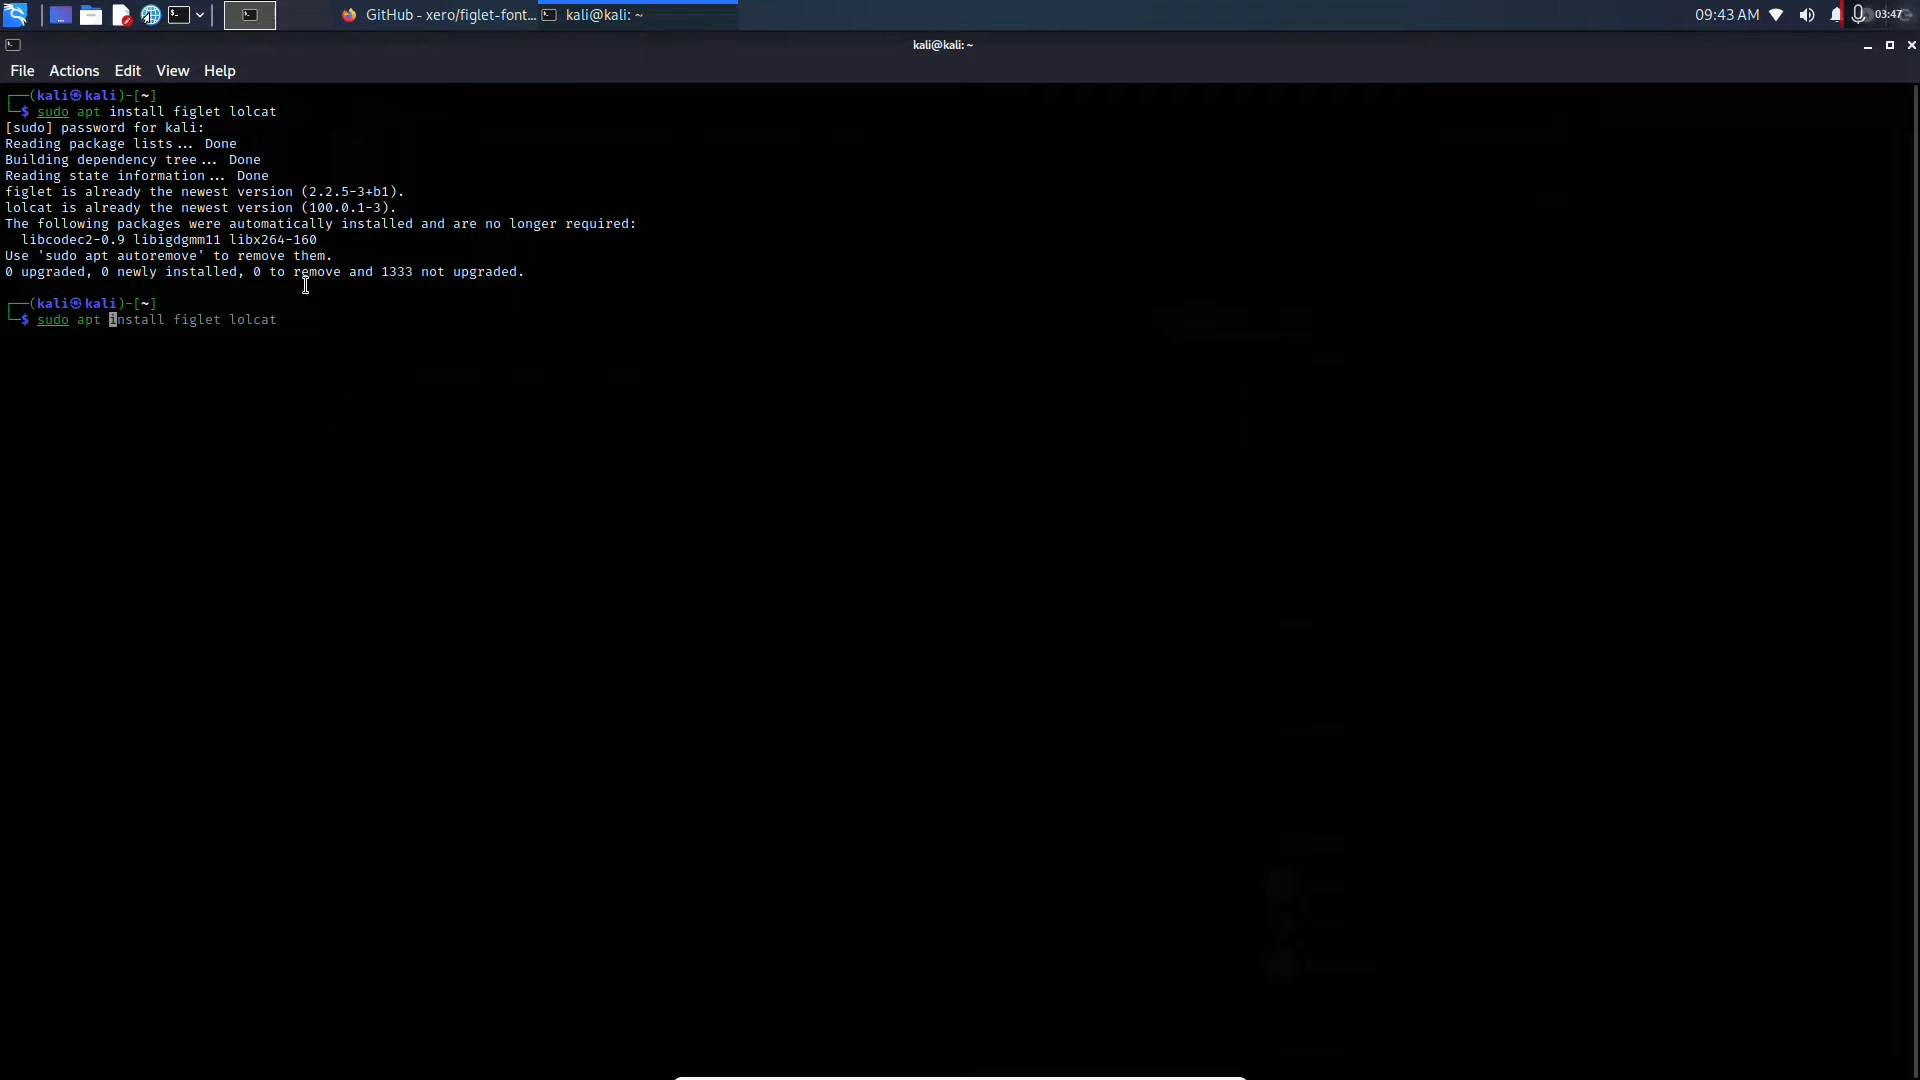 GitHub - xero/figlet-font...
kali@kali: ~
09:43 AM
03:47
kali@kali: ~
File Actions Edit View Help
┌──(kali㉿kali)-[~]
└─$ sudo apt install figlet lolcat
[sudo] password for kali:
Reading package lists... Done
Building dependency tree... Done
Reading state information... Done
figlet is already the newest version (2.2.5-3+b1).
lolcat is already the newest version (100.0.1-3).
The following packages were automatically installed and are no longer required:
  libcodec2-0.9 libigdgmm11 libx264-160
Use 'sudo apt autoremove' to remove them.
0 upgraded, 0 newly installed, 0 to remove and 1333 not upgraded.
┌──(kali㉿kali)-[~]
└─$ sudo apt install figlet lolcat